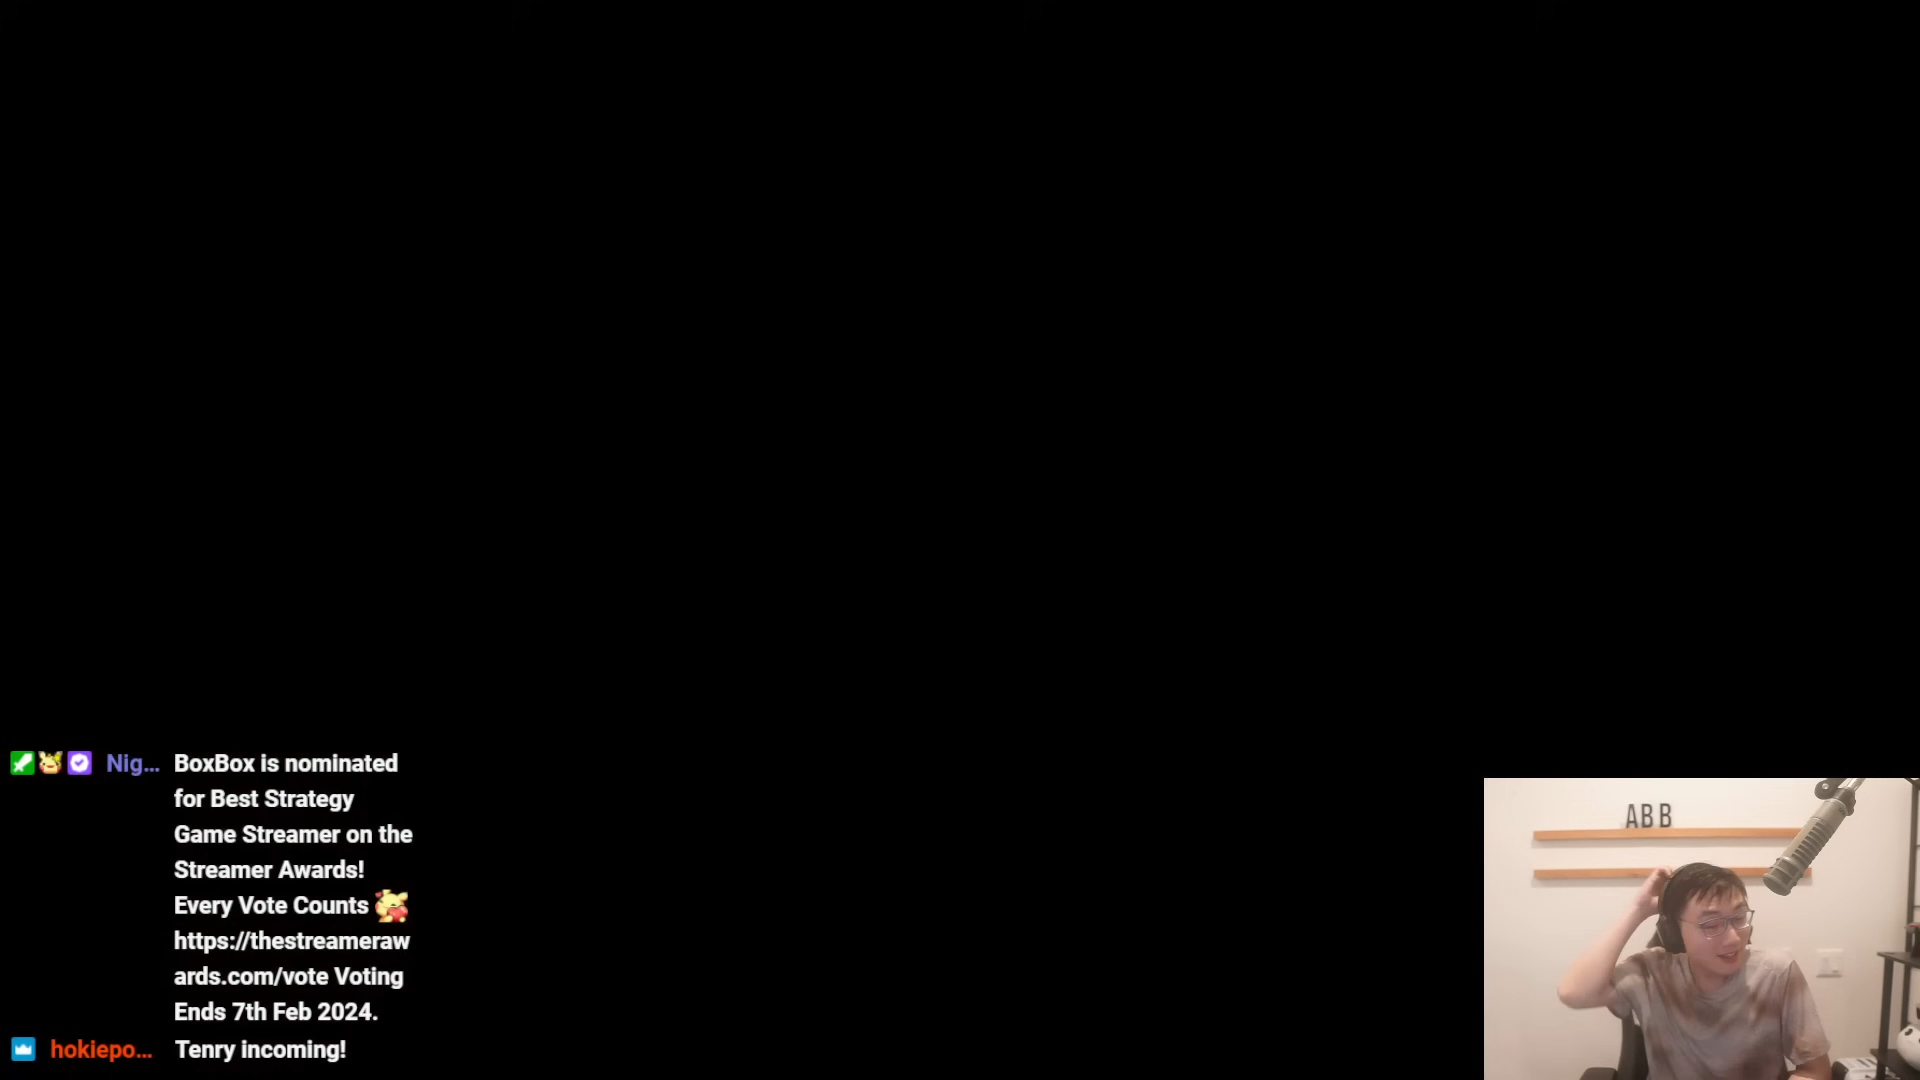 Nig... BoxBox is nominated
for Best Strategy
Game Streamer on the
Streamer Awards!
Every Vote Counts
https://thestreameraw
ards.com/vote Voting
Ends 7th Feb 2024.
hokiepo... Tenry incoming!
ABB